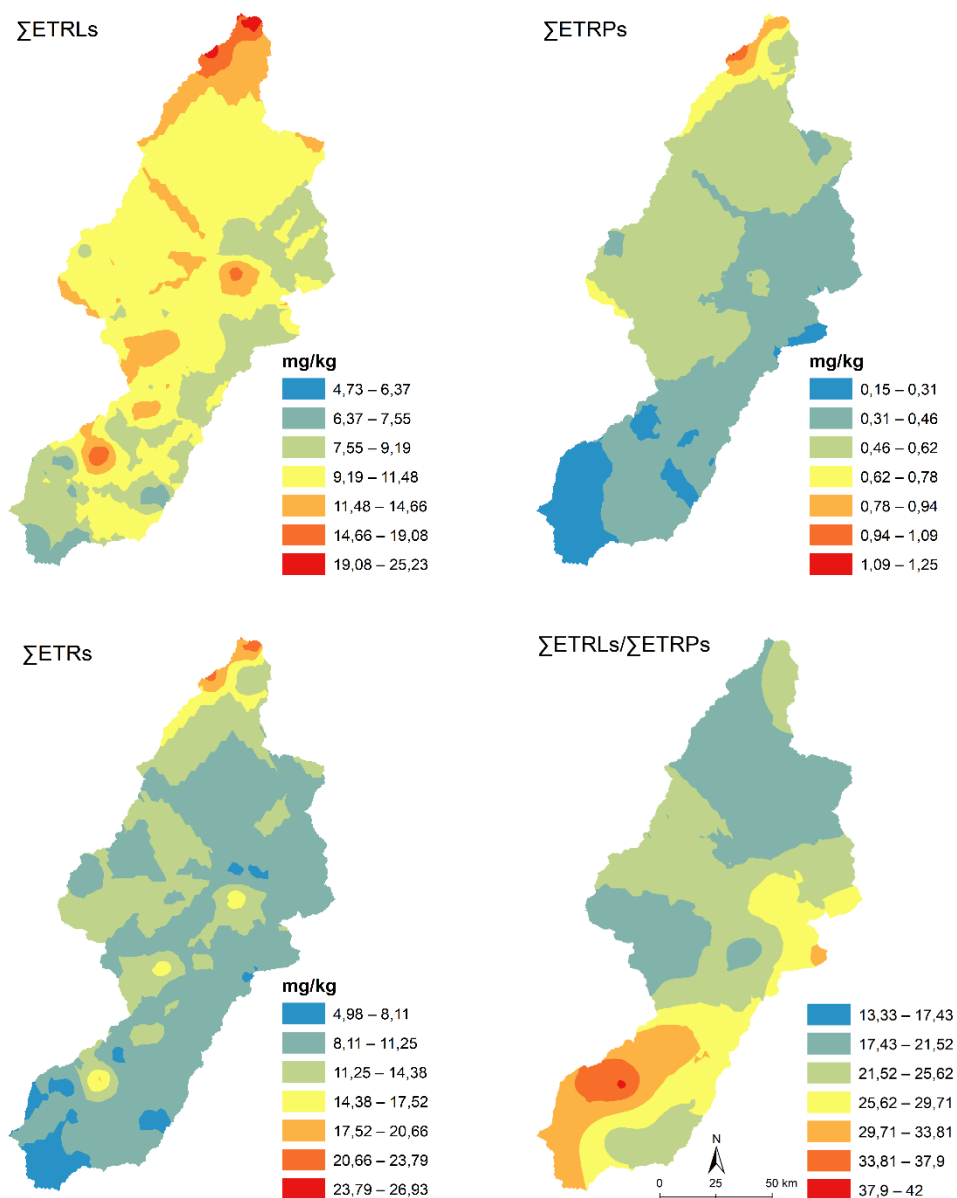 ∑ETRLs
mg/kg
4,73 – 6,37
6,37 – 7,55
7,55 – 9,19
9,19 – 11,48
11,48 – 14,66
14,66 – 19,08
19,08 – 25,23
∑ETRPs
mg/kg
0,15 – 0,31
0,31 – 0,46
0,46 – 0,62
0,62 – 0,78
0,78 – 0,94
0,94 – 1,09
1,09 – 1,25
∑ETRs
mg/kg
4,98 – 8,11
8,11 – 11,25
11,25 – 14,38
14,38 – 17,52
17,52 – 20,66
20,66 – 23,79
23,79 – 26,93
∑ETRLs/∑ETRPs
13,33 – 17,43
17,43 – 21,52
21,52 – 25,62
25,62 – 29,71
29,71 – 33,81
33,81 – 37,9
37,9 – 42
N
0 25 50 km